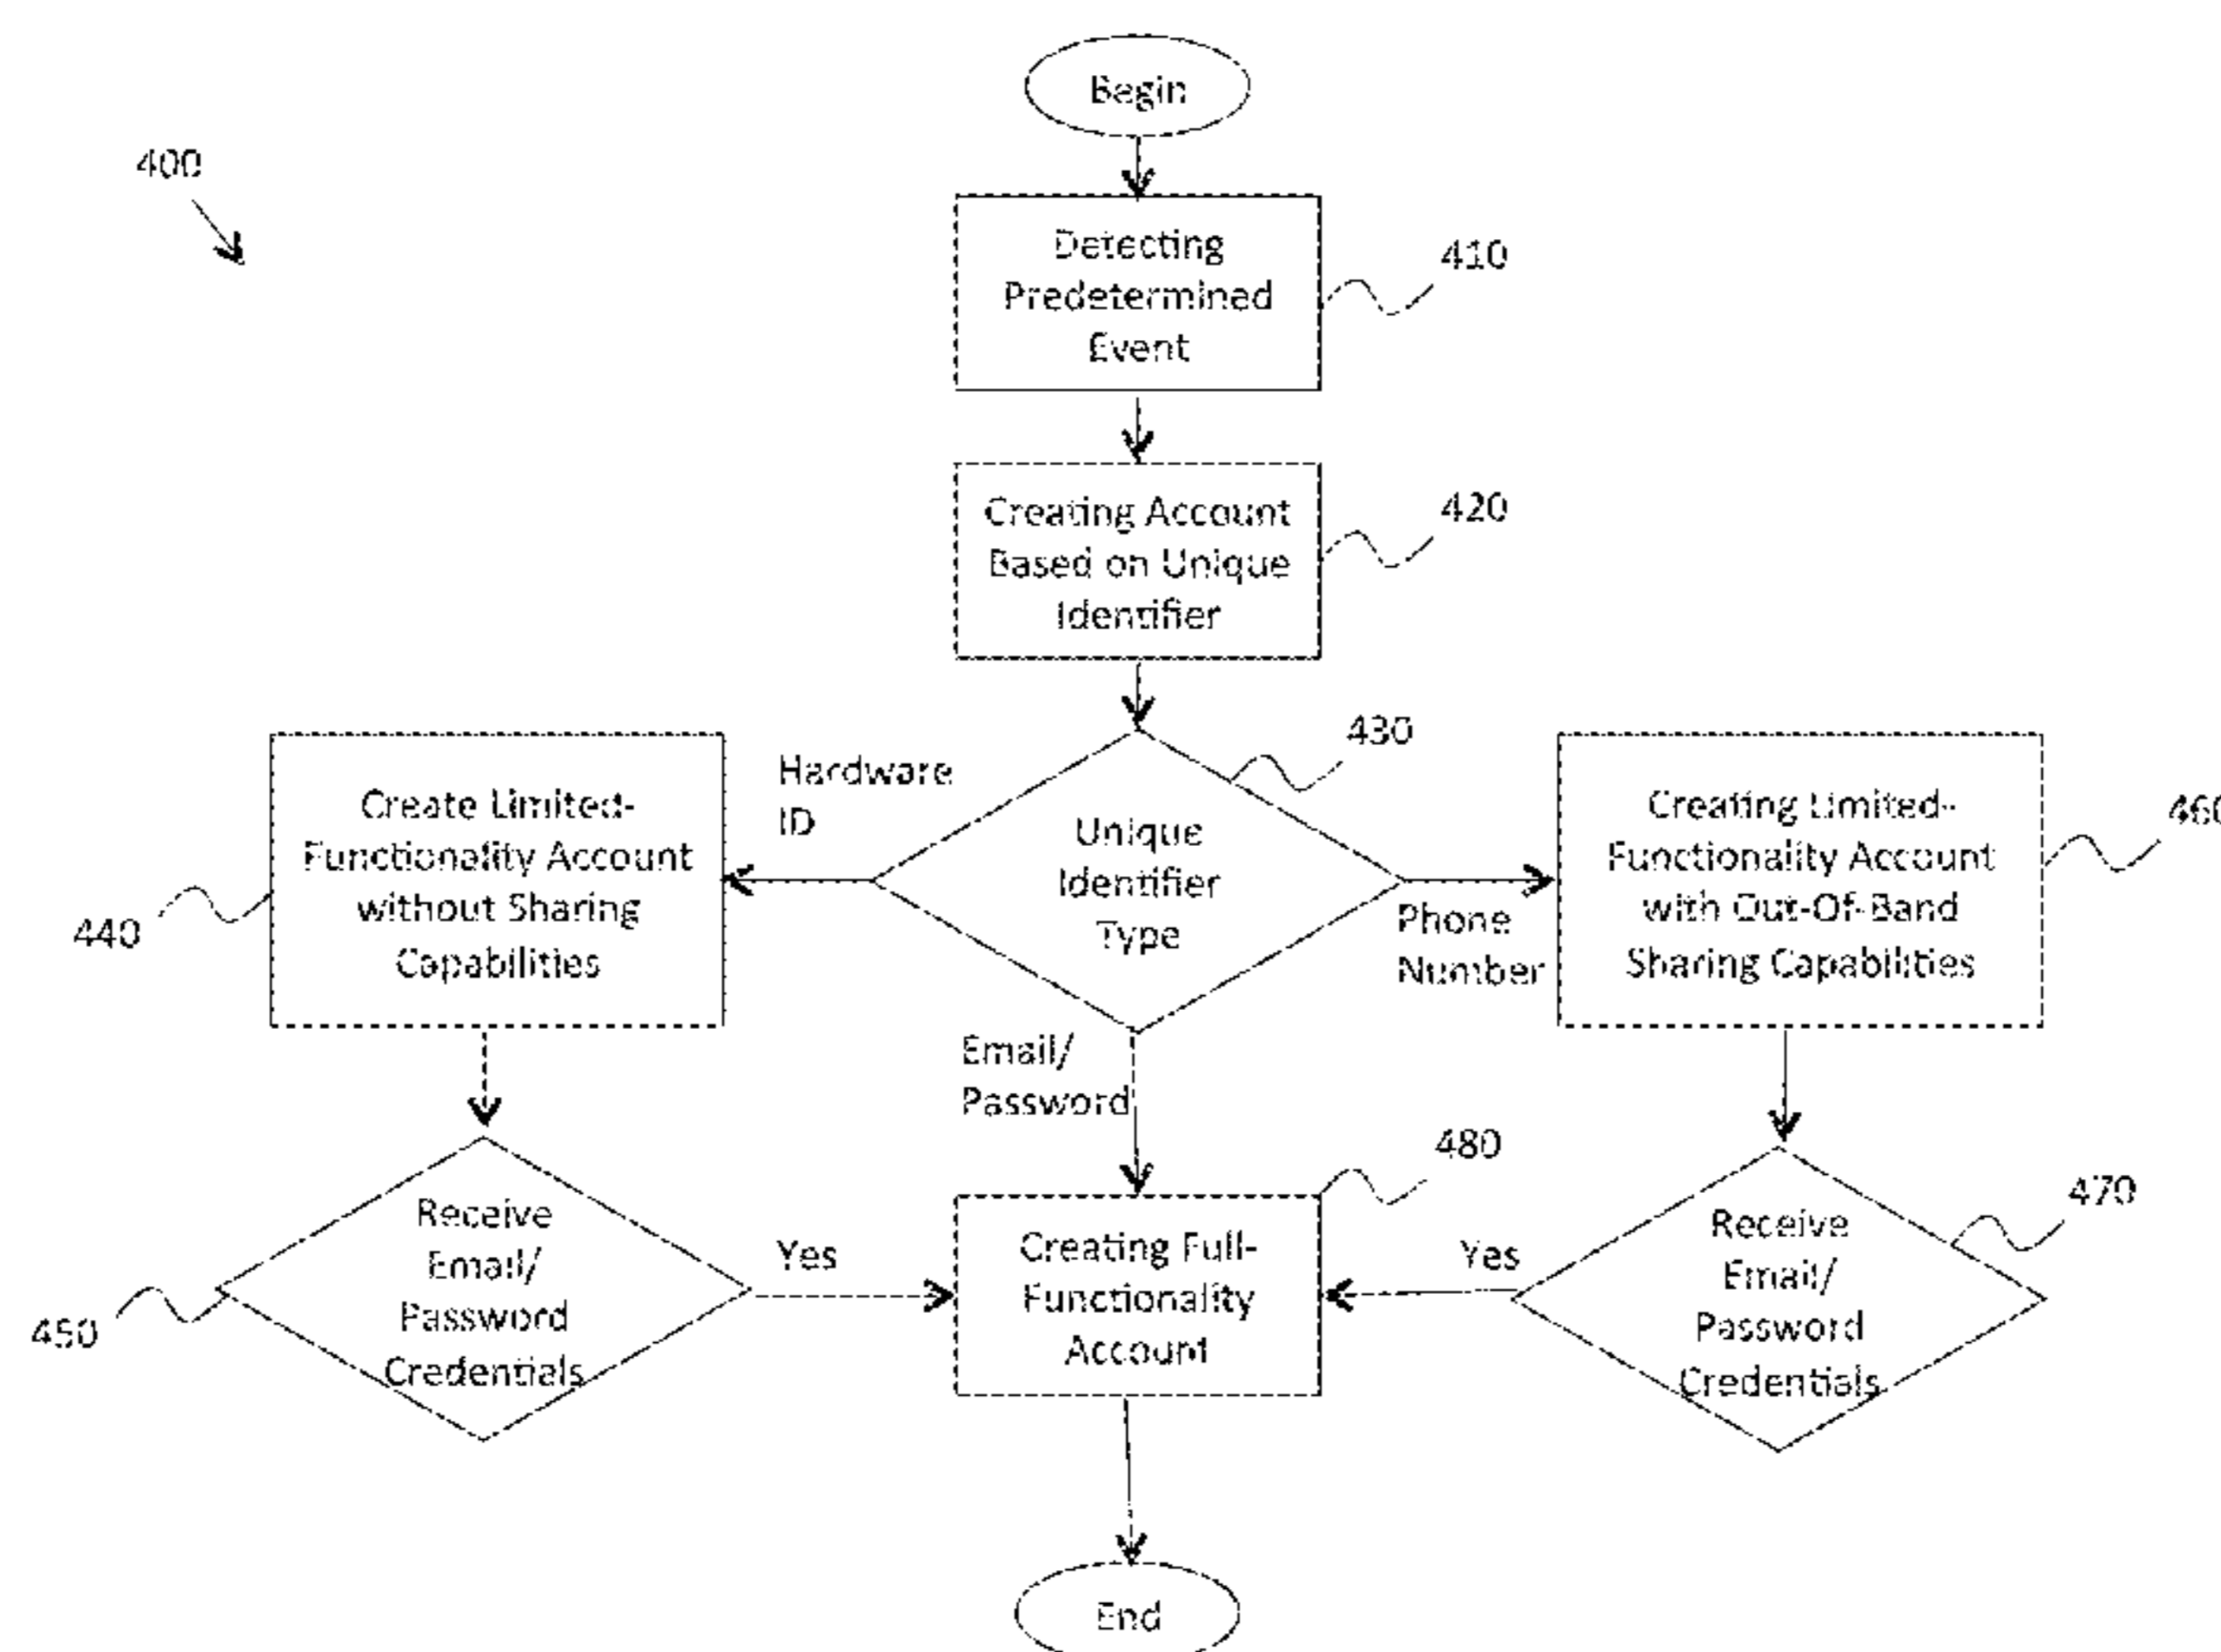 Begin
400
Detecting
Predetermined
Event
410
Creating Account
Based on Unique
Identifier
420
430
Hardware
ID
Unique
Identifier
Type
Phone
Number
Email/
Password
Create Limited-
Functionality Account
without Sharing
Capabilities
440
Creating Limited-
Functionality Account
with Out-Of-Band
Sharing Capabilities
460
Receive
Email/
Password
Credentials
450
Yes
Creating Full-
Functionality
Account
480
Yes
Receive
Email/
Password
Credentials
470
End